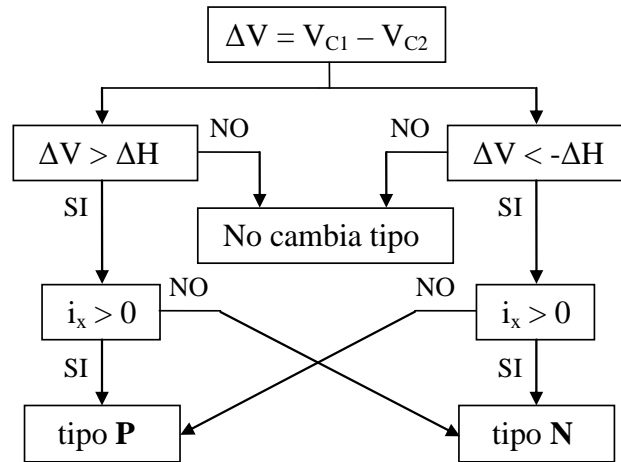 ΔV = V_C1 – V_C2
NO NO
ΔV > ΔH ΔV < -ΔH
SI SI
No cambia tipo
NO NO
i_x > 0 i_x > 0
SI SI
tipo P tipo N